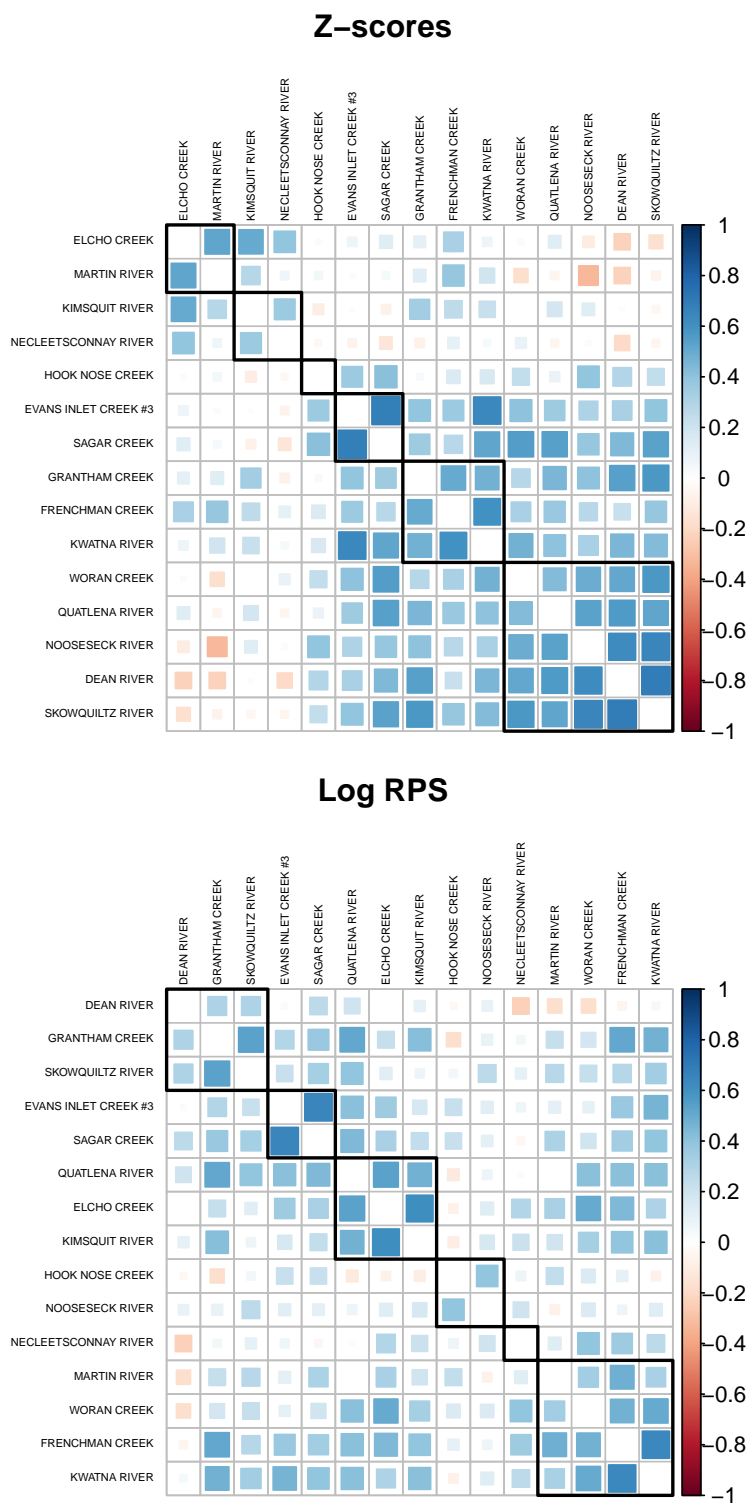 Z−scores
ELCHO CREEK
MARTIN RIVER
KIMSQUIT RIVER
NECLEETSCONNAY RIVER
HOOK NOSE CREEK
EVANS INLET CREEK #3
SAGAR CREEK
GRANTHAM CREEK
FRENCHMAN CREEK
KWATNA RIVER
WORAN CREEK
QUATLENA RIVER
NOOSESECK RIVER
DEAN RIVER
SKOWQUILTZ RIVER
ELCHO CREEK
MARTIN RIVER
KIMSQUIT RIVER
NECLEETSCONNAY RIVER
HOOK NOSE CREEK
EVANS INLET CREEK #3
SAGAR CREEK
GRANTHAM CREEK
FRENCHMAN CREEK
KWATNA RIVER
WORAN CREEK
QUATLENA RIVER
NOOSESECK RIVER
DEAN RIVER
SKOWQUILTZ RIVER
1
0.8
0.6
0.4
0.2
0
−0.2
−0.4
−0.6
−0.8
−1
Log RPS
DEAN RIVER
GRANTHAM CREEK
SKOWQUILTZ RIVER
EVANS INLET CREEK #3
SAGAR CREEK
QUATLENA RIVER
ELCHO CREEK
KIMSQUIT RIVER
HOOK NOSE CREEK
NOOSESECK RIVER
NECLEETSCONNAY RIVER
MARTIN RIVER
WORAN CREEK
FRENCHMAN CREEK
KWATNA RIVER
DEAN RIVER
GRANTHAM CREEK
SKOWQUILTZ RIVER
EVANS INLET CREEK #3
SAGAR CREEK
QUATLENA RIVER
ELCHO CREEK
KIMSQUIT RIVER
HOOK NOSE CREEK
NOOSESECK RIVER
NECLEETSCONNAY RIVER
MARTIN RIVER
WORAN CREEK
FRENCHMAN CREEK
KWATNA RIVER
1
0.8
0.6
0.4
0.2
0
−0.2
−0.4
−0.6
−0.8
−1